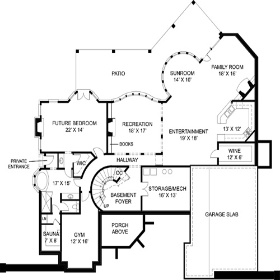 FAMILY ROOM
18' X 16'
PATIO
SUNROOM
14' X 16'
FUTURE BEDROOM
22' X 14'
RECREATION
16' X 17'
ENTERTAINMENT
19' X 18'
13' X 12'
BOOKS
WINE
12' X 6'
PRIVATE
ENTRANCE
HALLWAY
WIC
17' X 15'
BASEMENT
FOYER
STORAGE/MECH
16' X 13'
GARAGE SLAB
PORCH
ABOVE
SAUNA
7' X 8'
GYM
12' X 16'